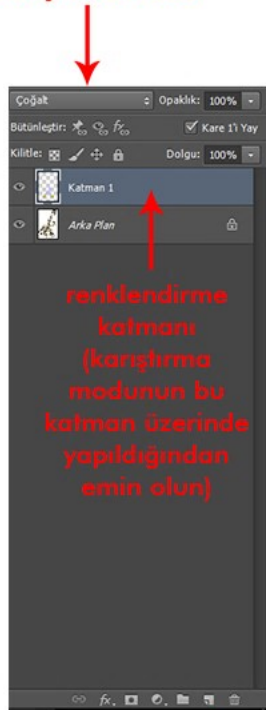 Çoğalt Opaklık: 100%
Bütünleştir: Kare 1'i Yay
Kilitle: Dolgu: 100%
Katman 1
Arka Plan
renklendirme
katmanı
(karıştırma
modunun bu
katman üzerinde
yapıldığından
emin olun)
fx